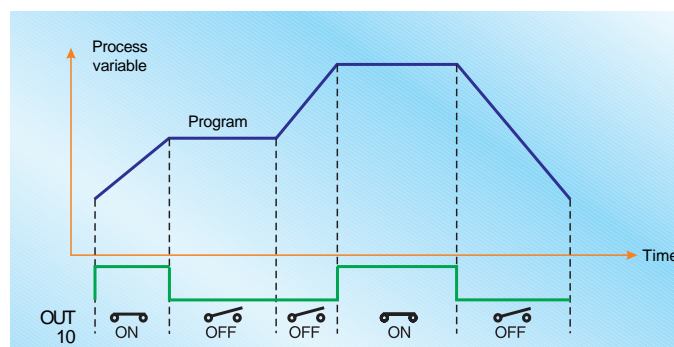 Process
variable
Program
Time
OUT
10
ON
OFF
OFF
ON
OFF